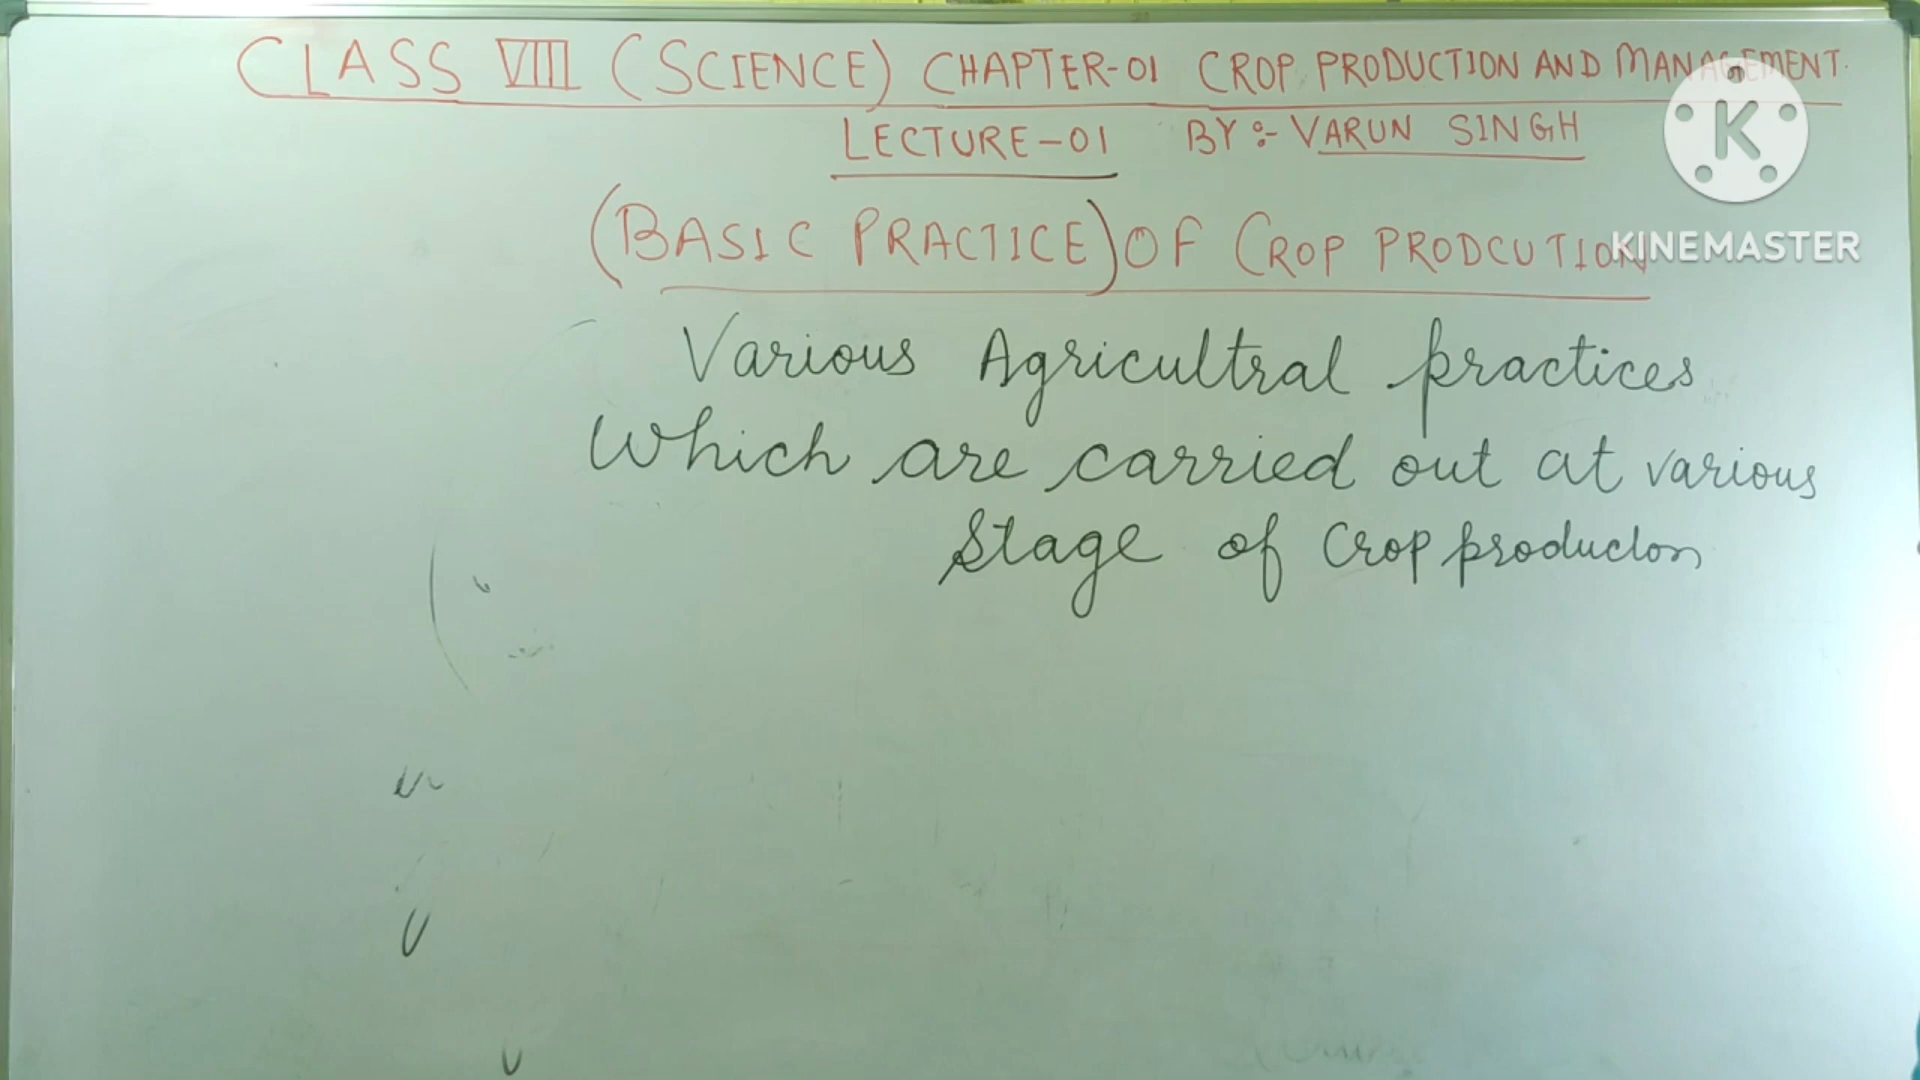 CLASS VIII (SCIENCE) CHAPTER-01 CROP PRODUCTION AND MANAGEMENT.
LECTURE-01 BY:- VARUN SINGH
(BASIC PRACTICE) OF CROP PRODCUTION
KINEMASTER
Various Agricultral practices
Which are carried out at various
Stage of Crop producton